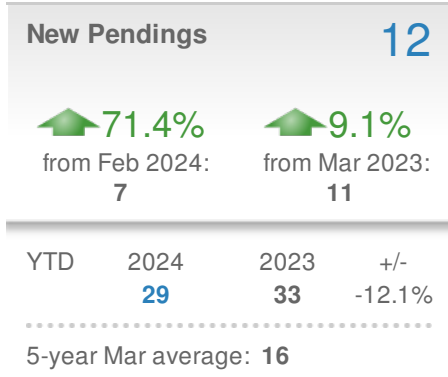 New Pendings 12
71.4% 9.1%
from Feb 2024: from Mar 2023:
7 11
YTD 2024 2023 +/-
29 33 -12.1%
5-year Mar average: 16